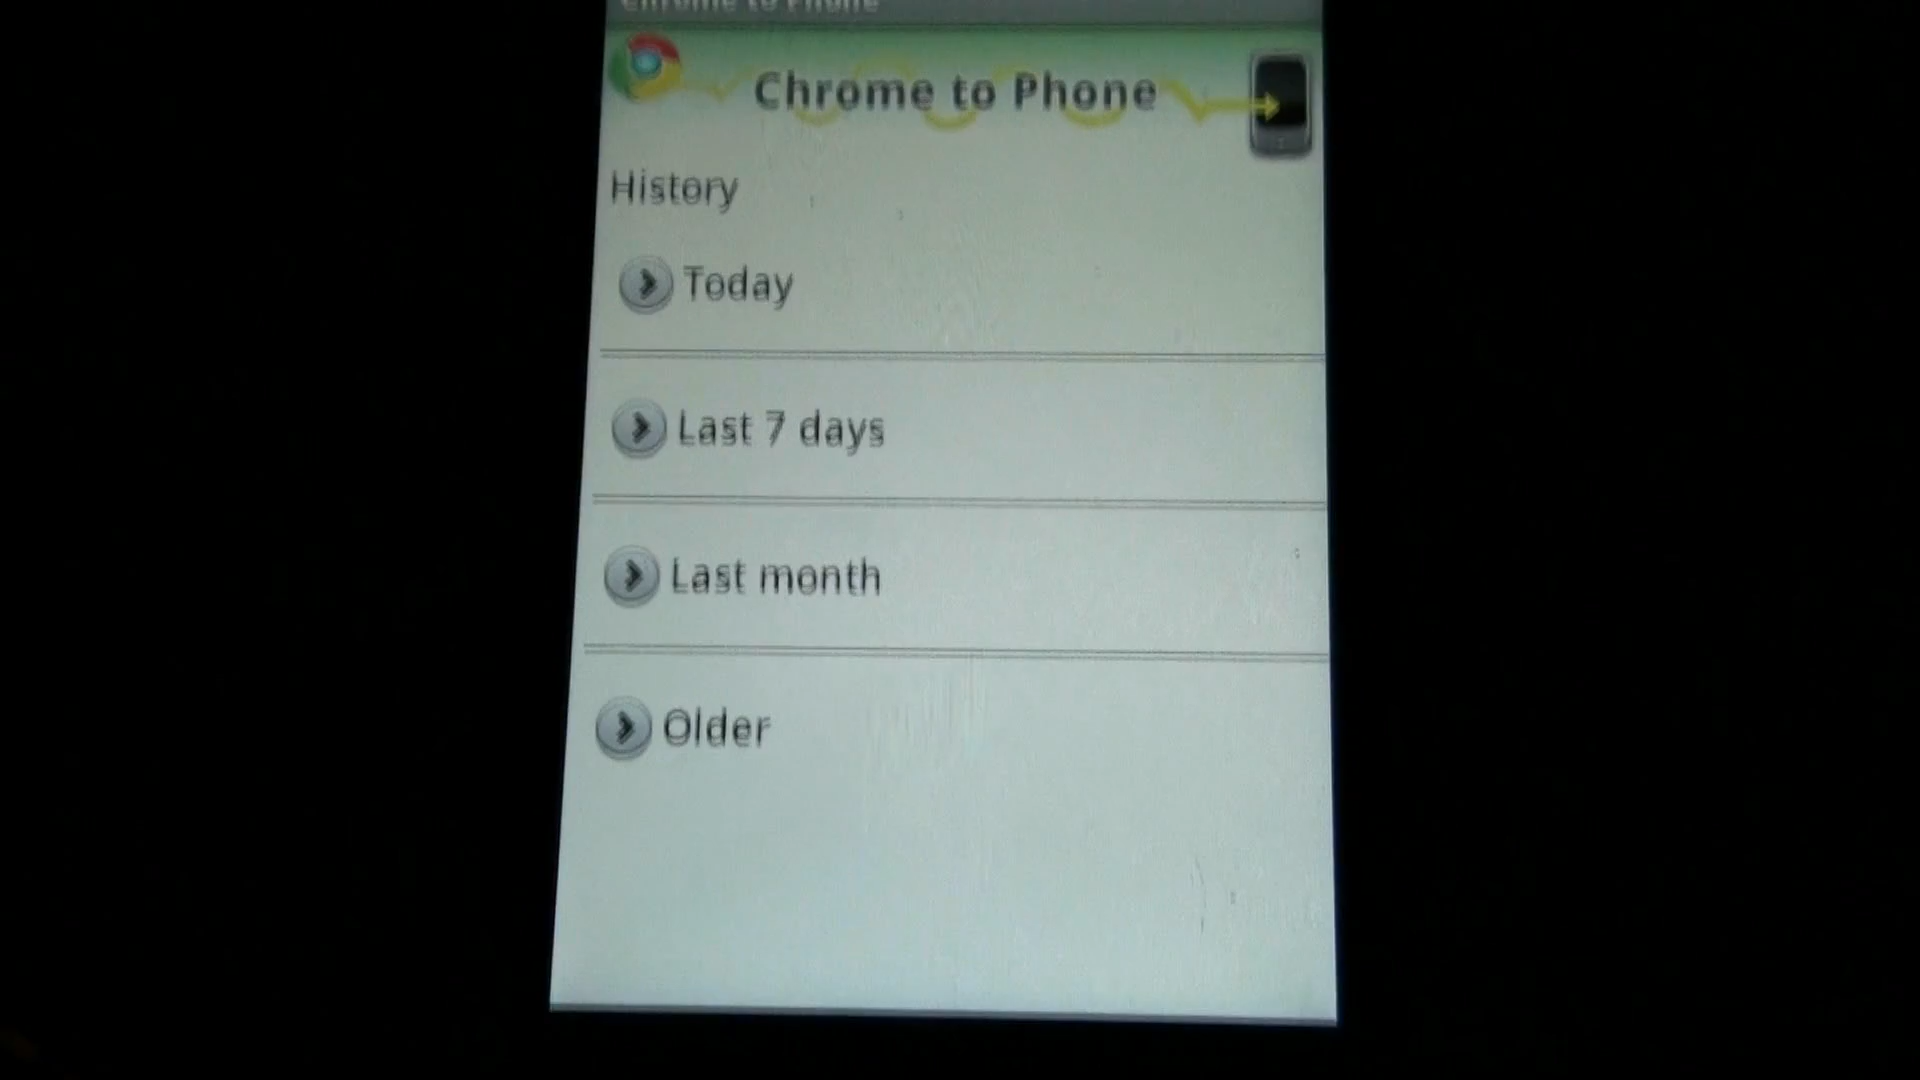 Chrome to Phone
Chrome to Phone
History
Today
Last 7 days
Last month
Older